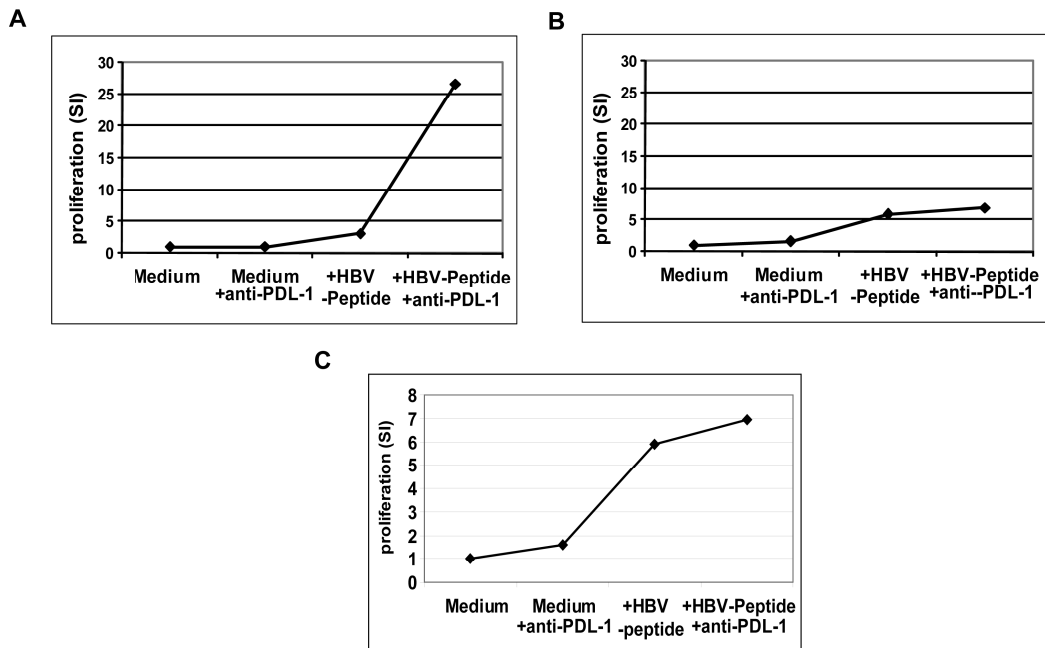 A
proliferation (SI)
30
25
20
15
10
5
0
Medium
Medium
+anti-PDL-1
+HBV
-Peptide
+HBV-Peptide
+anti-PDL-1
B
proliferation (SI)
30
25
20
15
10
5
0
Medium
Medium
+anti-PDL-1
+HBV
-Peptide
+HBV-Peptide
+anti--PDL-1
C
proliferation (SI)
8
7
6
5
4
3
2
1
0
Medium
Medium
+anti-PDL-1
+HBV
-peptide
+HBV-Peptide
+anti-PDL-1